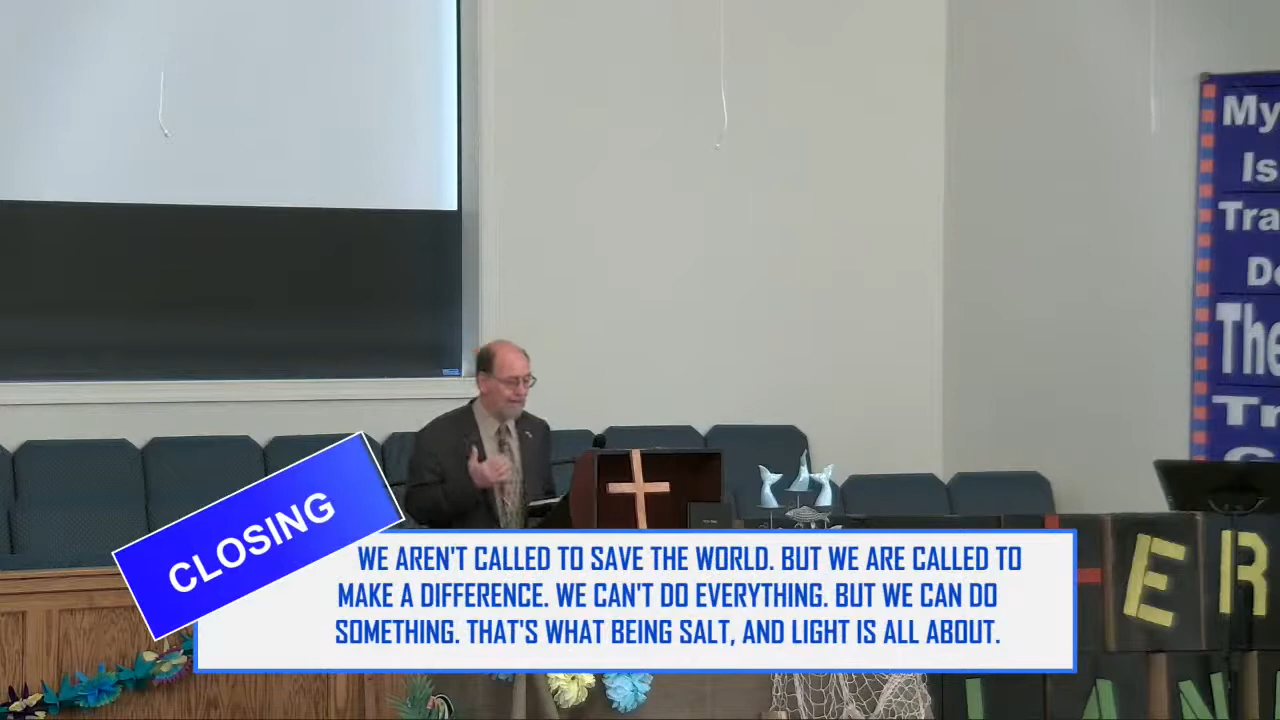 My
Is
Tra
De
The
Tr
CLOSING
WE AREN'T CALLED TO SAVE THE WORLD. BUT WE ARE CALLED TO
MAKE A DIFFERENCE. WE CAN'T DO EVERYTHING. BUT WE CAN DO
SOMETHING. THAT'S WHAT BEING SALT, AND LIGHT IS ALL ABOUT.
ER
LAN